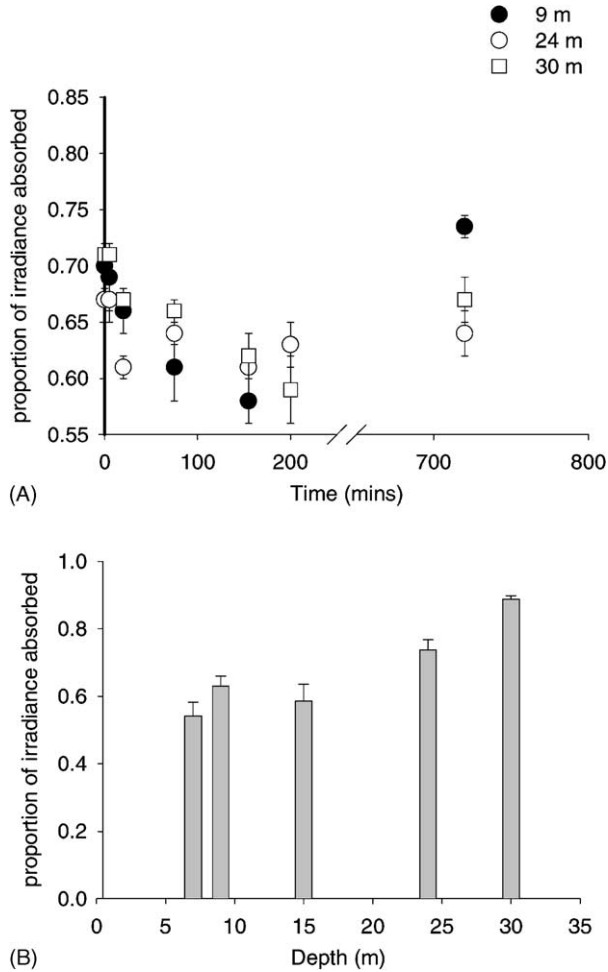 9 m
24 m
30 m
0.85
0.80
0.75
0.70
0.65
0.60
0.55
proportion of irradiance absorbed
0 100 200 700 800
(A) Time (mins)
1.0
0.8
0.6
0.4
0.2
0.0
proportion of irradiance absorbed
0 5 10 15 20 25 30 35
(B) Depth (m)